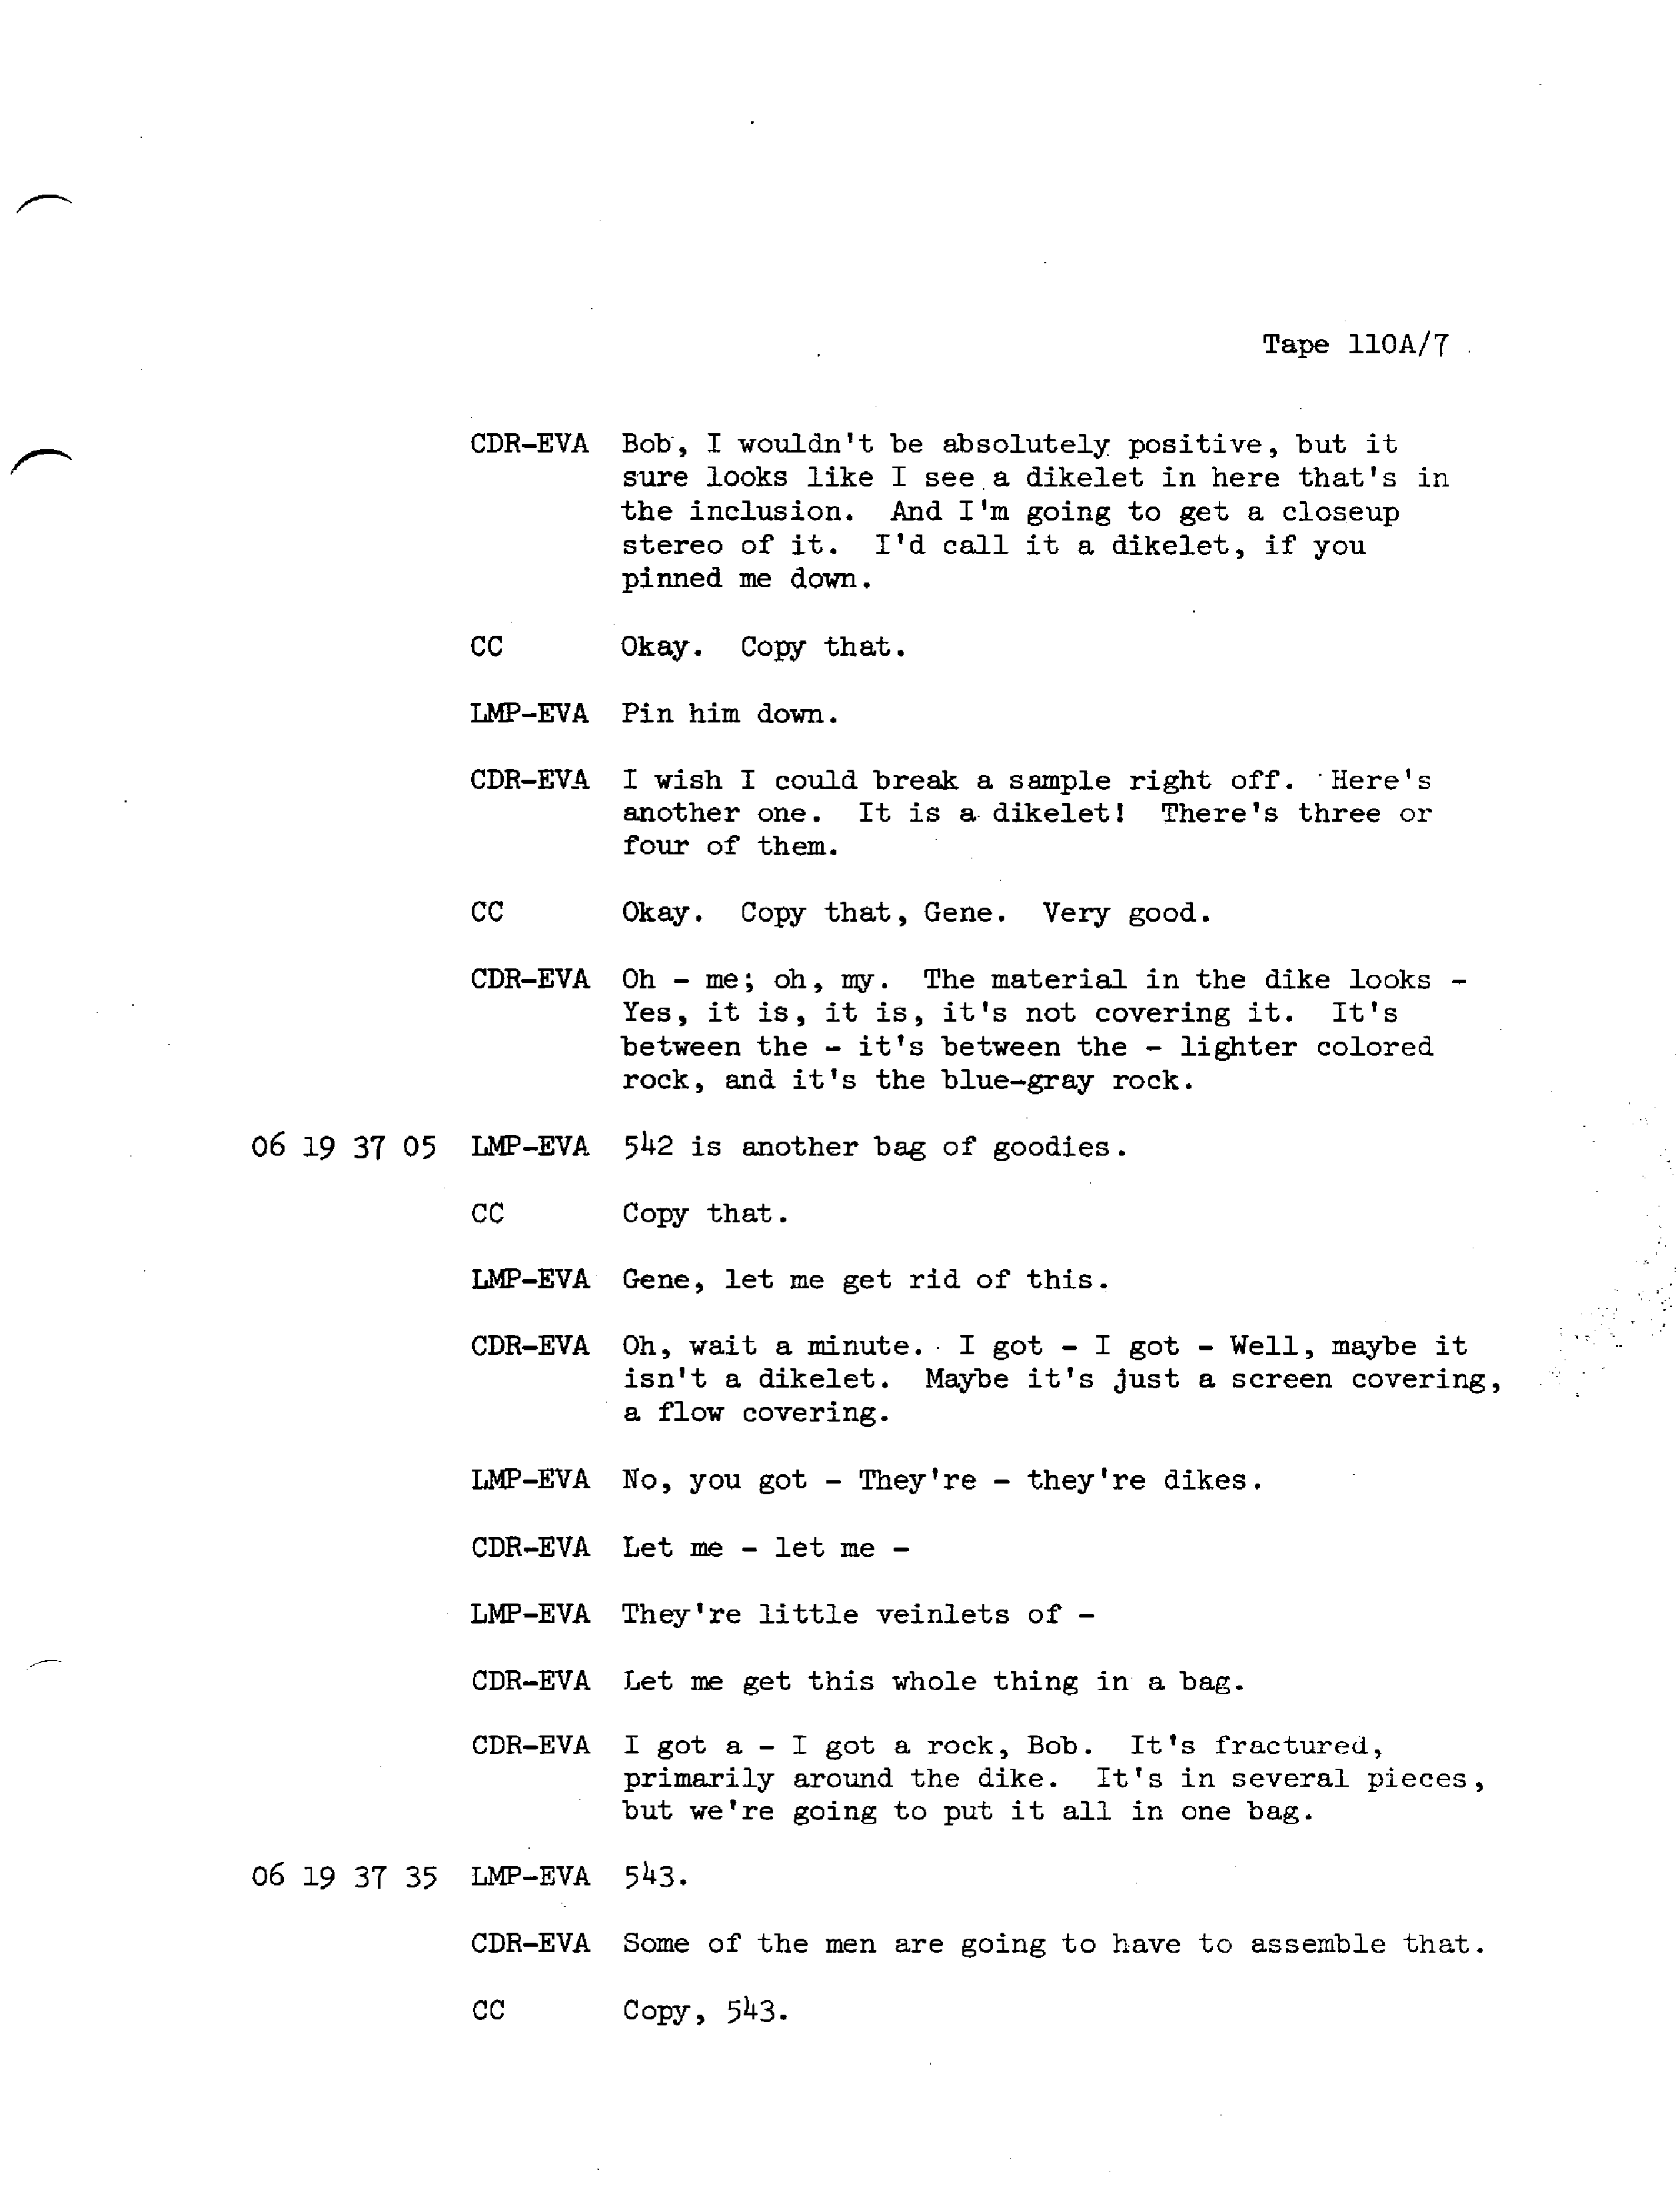 Tape 110A/7
CDR-EVA Bob, I wouldn't be absolutely positive, but it
sure looks like I see a dikelet in here that's in
the inclusion. And I'm going to get a closeup
stereo of it. I'd call it a dikelet, if you
pinned me down.
CC Okay. Copy that.
LMP-EVA Pin him down.
CDR-EVA I wish I could break a sample right off. Here's
another one. It is a dikelet! There's three or
four of them.
CC Okay. Copy that, Gene. Very good.
CDR-EVA Oh - me; oh, my. The material in the dike looks -
Yes, it is, it is, it's not covering it. It's
between the - it's between the - lighter colored
rock, and it's the blue-gray rock.
06 19 37 05 LMP-EVA 542 is another bag of goodies.
CC Copy that.
LMP-EVA Gene, let me get rid of this.
CDR-EVA Oh, wait a minute. I got - I got - Well, maybe it
isn't a dikelet. Maybe it's just a screen covering,
a flow covering.
LMP-EVA No, you got - They're - they're dikes.
CDR-EVA Let me - let me -
LMP-EVA They're little veinlets of -
CDR-EVA Let me get this whole thing in a bag.
CDR-EVA I got a - I got a rock, Bob. It's fractured,
primarily around the dike. It's in several pieces,
but we're going to put it all in one bag.
06 19 37 35 LMP-EVA 543.
CDR-EVA Some of the men are going to have to assemble that.
CC Copy, 543.